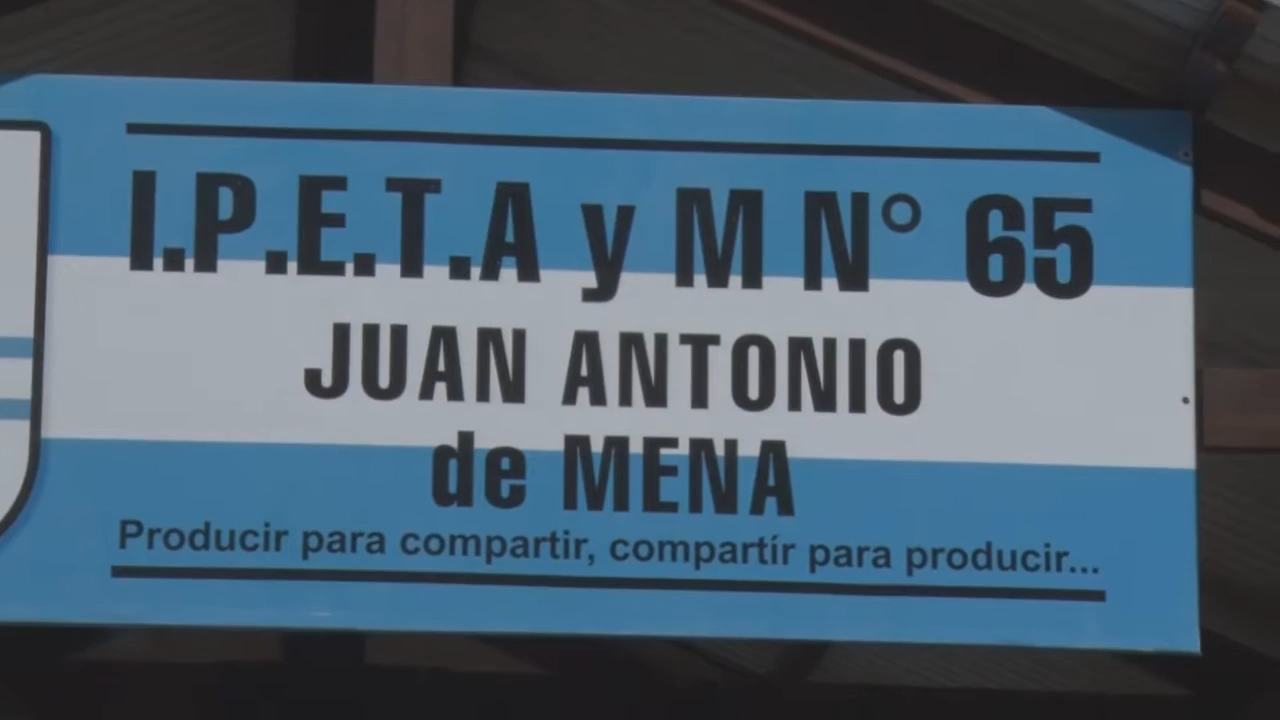 I.P.E.T.A y M N° 65
JUAN ANTONIO
de MENA
Producir para compartir, compartír para producir...